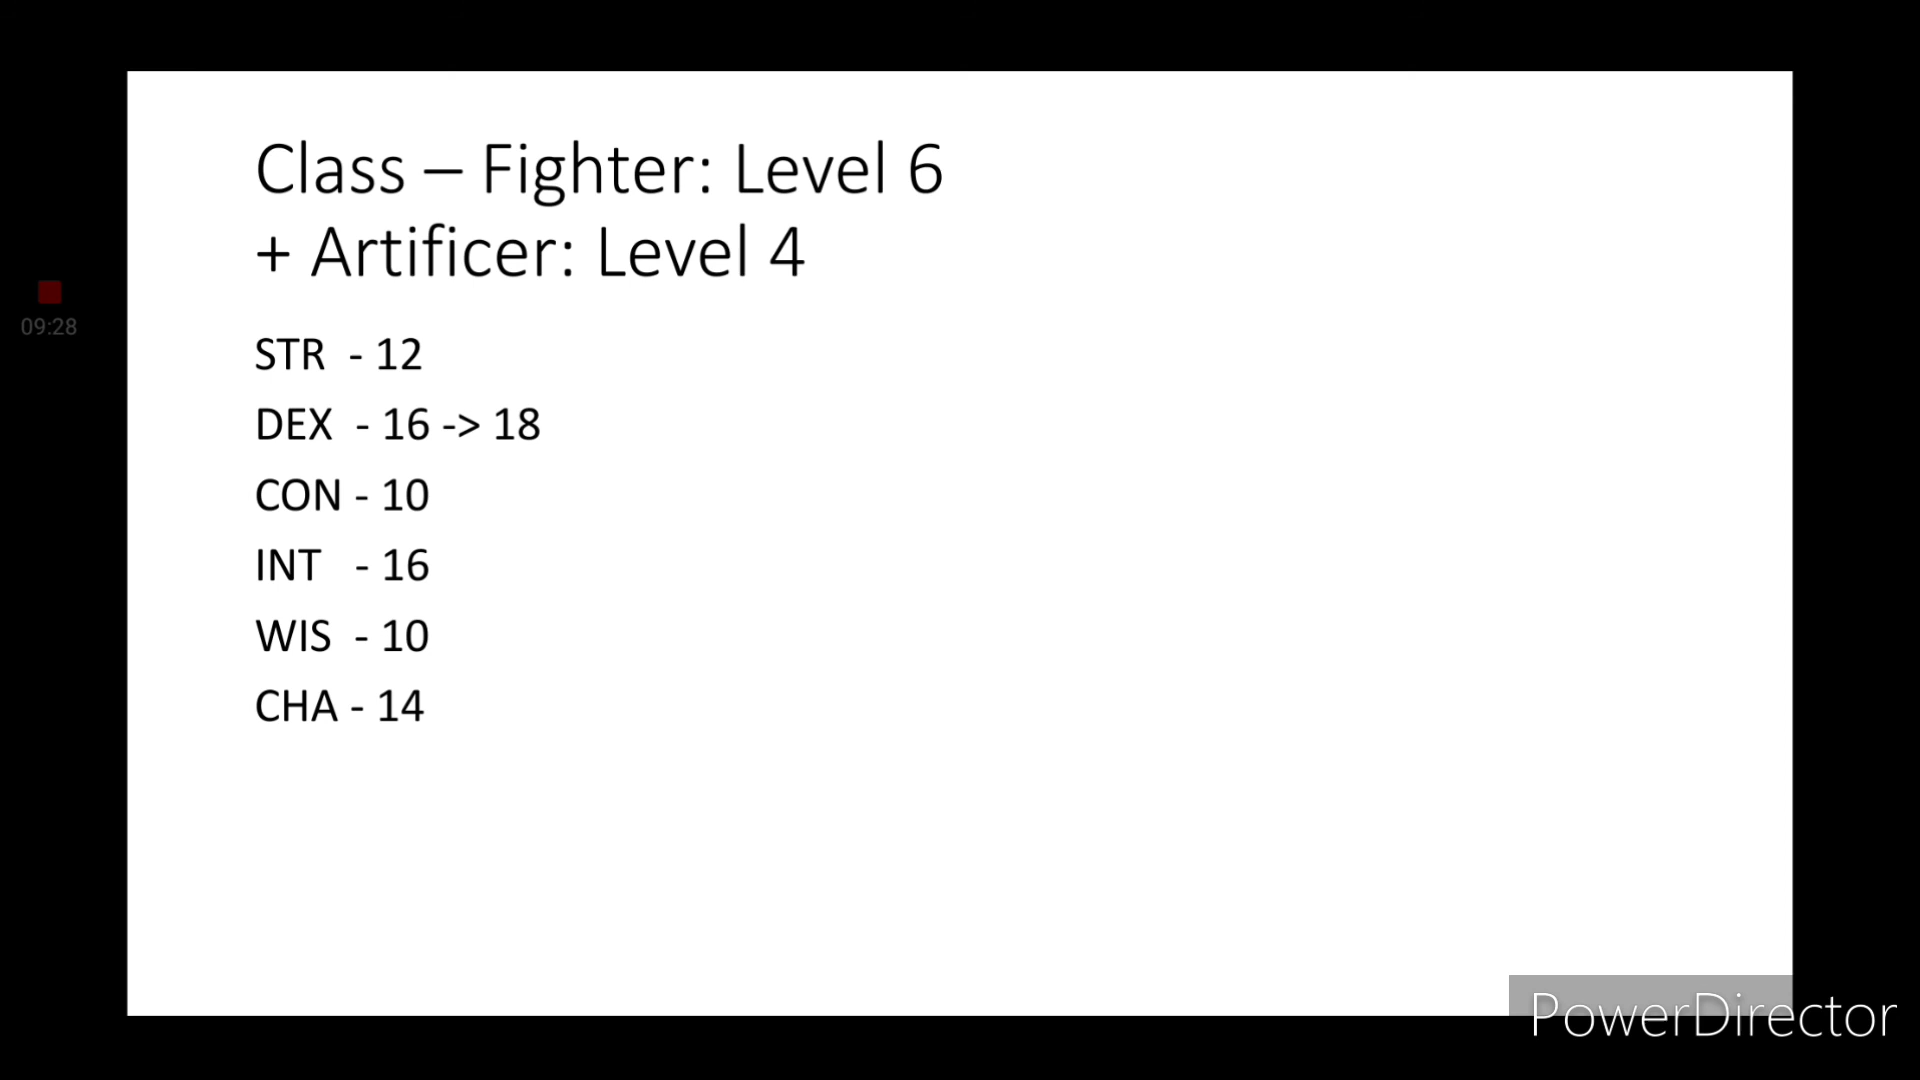 Class – Fighter: Level 6
+ Artificer: Level 4
09:28
STR - 12
DEX - 16 -> 18
CON - 10
INT - 16
WIS - 10
CHA - 14
PowerDirector